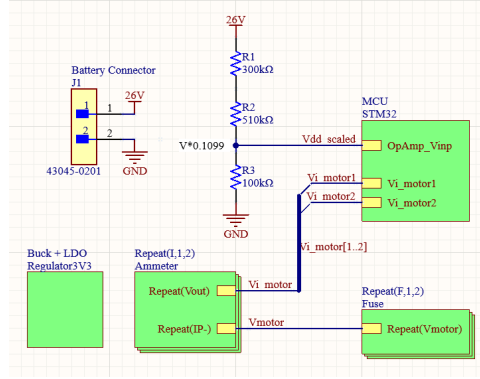 26V
R1
300kΩ
Battery Connector
J1
26V
1
1
2
2
GND
43045-0201
R2
510kΩ
V*0.1099
R3
100kΩ
GND
MCU
STM32
Vdd_scaled
OpAmp_Vinp
Vi_motor1
Vi_motor1
Vi_motor2
Vi_motor2
Vi_motor[1..2]
Buck + LDO
Regulator3V3
Repeat(I,1,2)
Ammeter
Repeat(Vout)
Vi_motor
Repeat(IP-)
Vmotor
Repeat(F,1,2)
Fuse
Repeat(Vmotor)